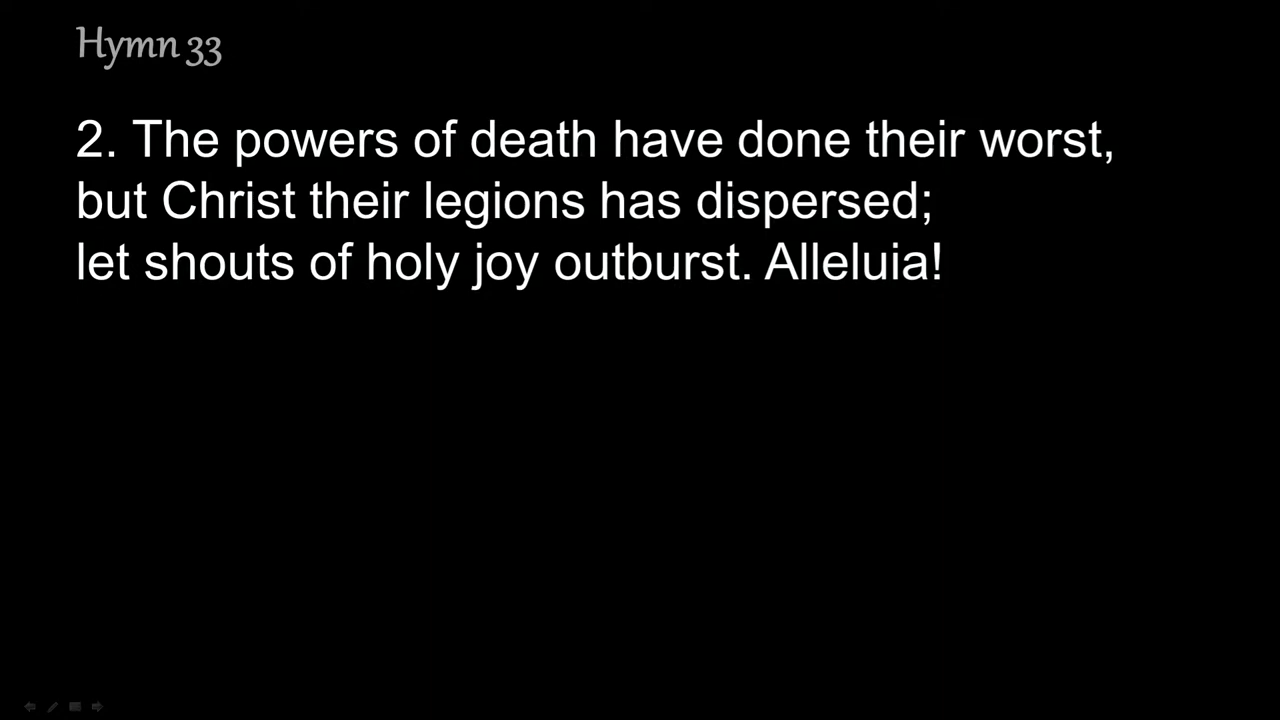 Hymn 33
2. The powers of death have done their worst,
but Christ their legions has dispersed;
let shouts of holy joy outburst. Alleluia!